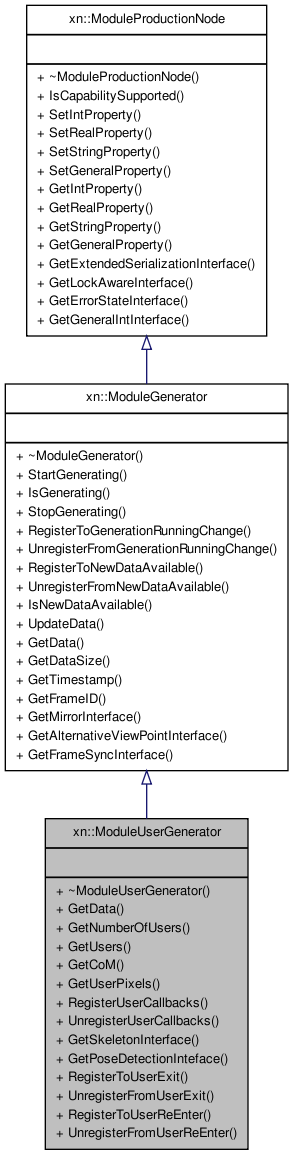 xn::ModuleProductionNode
+ ~ModuleProductionNode()
+ IsCapabilitySupported()
+ SetIntProperty()
+ SetRealProperty()
+ SetStringProperty()
+ SetGeneralProperty()
+ GetIntProperty()
+ GetRealProperty()
+ GetStringProperty()
+ GetGeneralProperty()
+ GetExtendedSerializationInterface()
+ GetLockAwareInterface()
+ GetErrorStateInterface()
+ GetGeneralIntInterface()
xn::ModuleGenerator
+ ~ModuleGenerator()
+ StartGenerating()
+ IsGenerating()
+ StopGenerating()
+ RegisterToGenerationRunningChange()
+ UnregisterFromGenerationRunningChange()
+ RegisterToNewDataAvailable()
+ UnregisterFromNewDataAvailable()
+ IsNewDataAvailable()
+ UpdateData()
+ GetData()
+ GetDataSize()
+ GetTimestamp()
+ GetFrameID()
+ GetMirrorInterface()
+ GetAlternativeViewPointInterface()
+ GetFrameSyncInterface()
xn::ModuleUserGenerator
+ ~ModuleUserGenerator()
+ GetData()
+ GetNumberOfUsers()
+ GetUsers()
+ GetCoM()
+ GetUserPixels()
+ RegisterUserCallbacks()
+ UnregisterUserCallbacks()
+ GetSkeletonInterface()
+ GetPoseDetectionInteface()
+ RegisterToUserExit()
+ UnregisterFromUserExit()
+ RegisterToUserReEnter()
+ UnregisterFromUserReEnter()